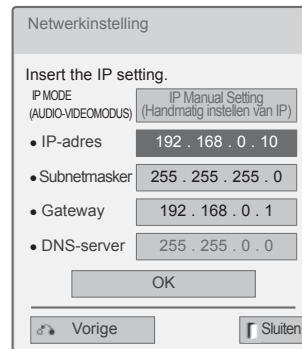 Netwerkinstelling
Insert the IP setting.
IP MODE
(AUDIO-VIDEOMODUS)
IP Manual Setting
(Handmatig instellen van IP)
• IP-adres 192 . 168 . 0 . 10
• Subnetmasker 255 . 255 . 255 . 0
• Gateway 192 . 168 . 0 . 1
• DNS-server 255 . 255 . 0 . 0
OK
Vorige
Sluiten